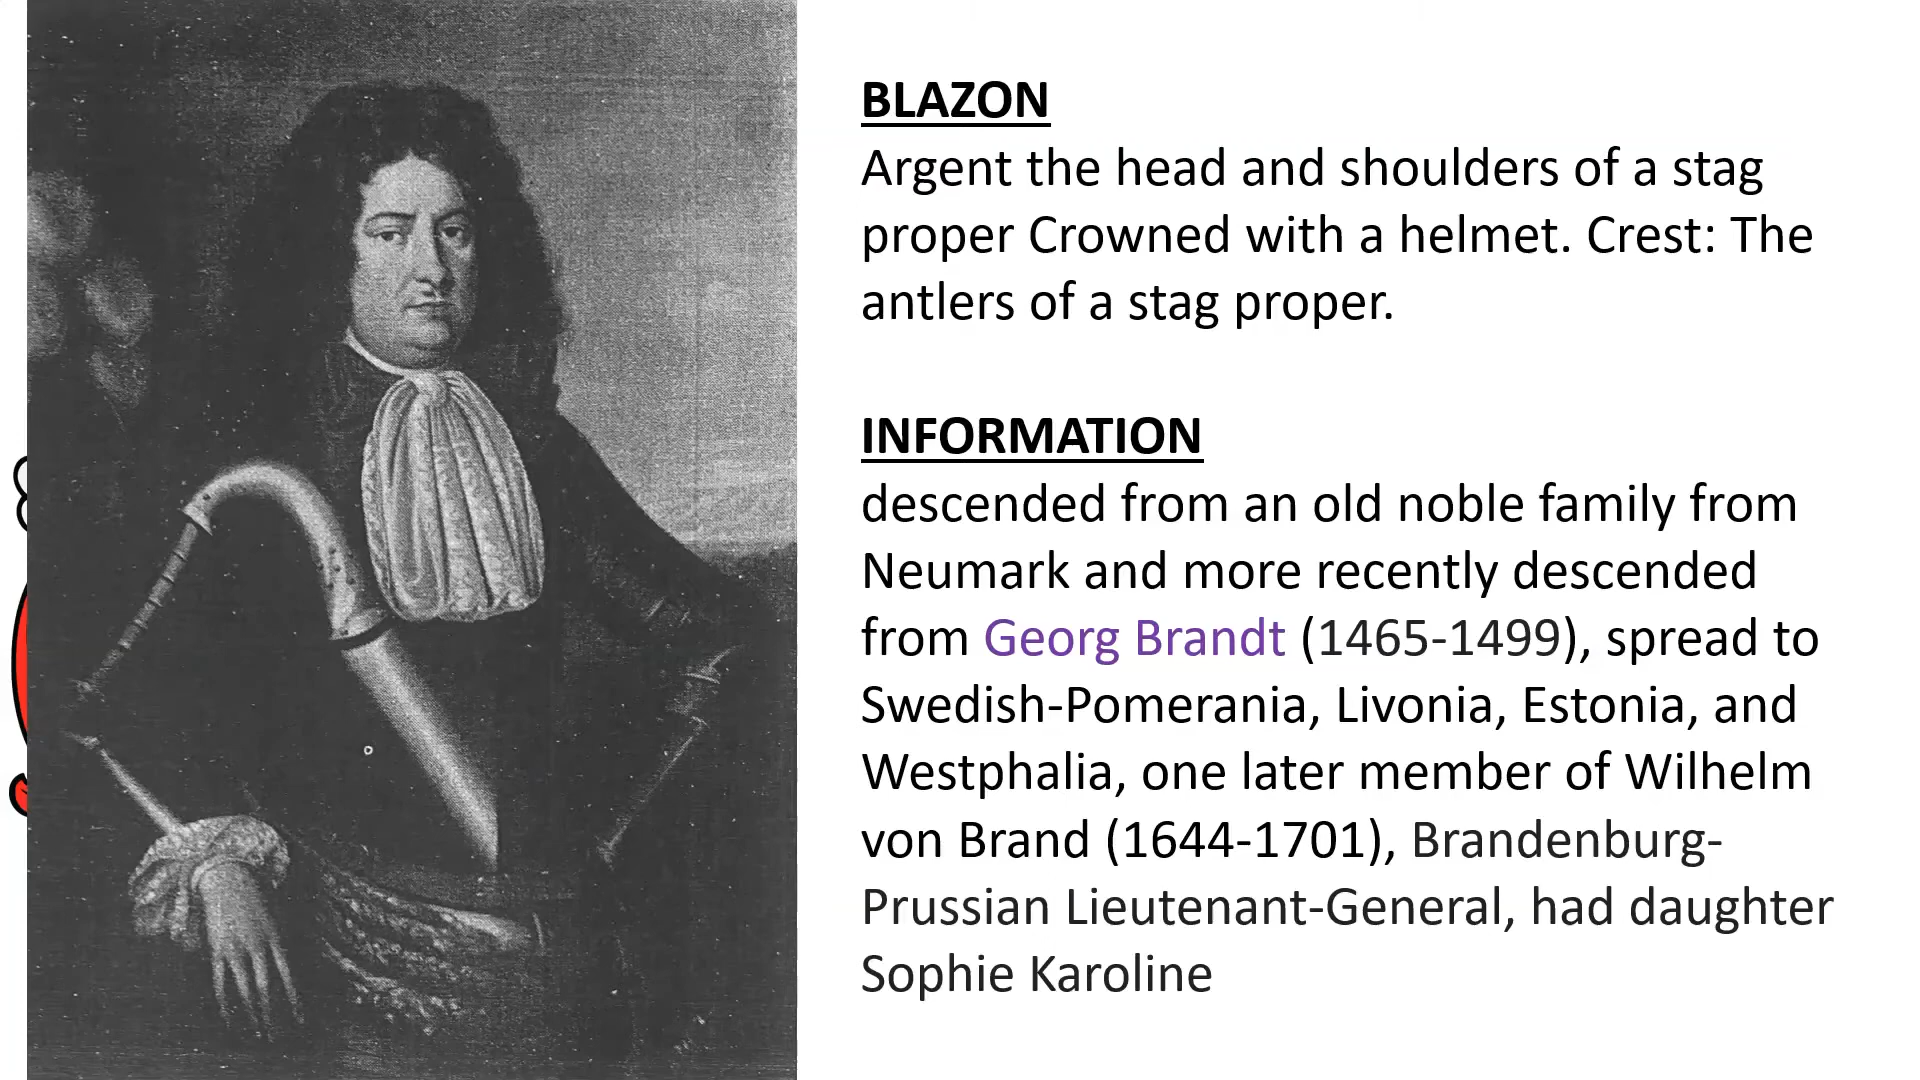 BLAZON
Argent the head and shoulders of a stag
proper Crowned with a helmet. Crest: The
antlers of a stag proper.
INFORMATION
descended from an old noble family from
Neumark and more recently descended
from Georg Brandt (1465-1499), spread to
Swedish-Pomerania, Livonia, Estonia, and
Westphalia, one later member of Wilhelm
von Brand (1644-1701), Brandenburg-
Prussian Lieutenant-General, had daughter
Sophie Karoline